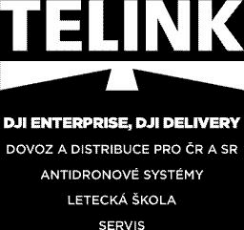 TELINK
DJI ENTERPRISE, DJI DELIVERY
DOVOZ A DISTRIBUCE PRO ČR A SR
ANTIDRONOVÉ SYSTÉMY
LETECKÁ ŠKOLA
SERVIS